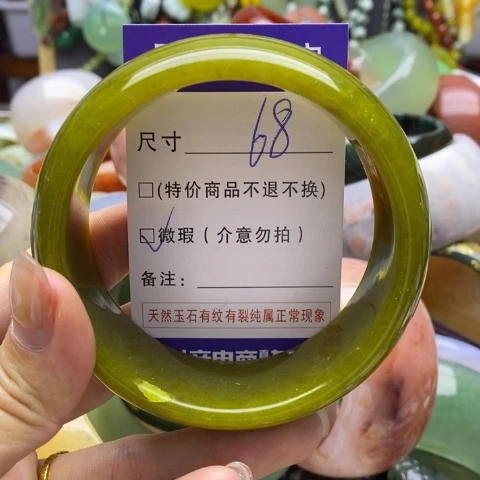 尺寸 68
□(特价商品不退不换)
☑微瑕(介意勿拍)
备注:
天然玉石有纹有裂纯属正常现象